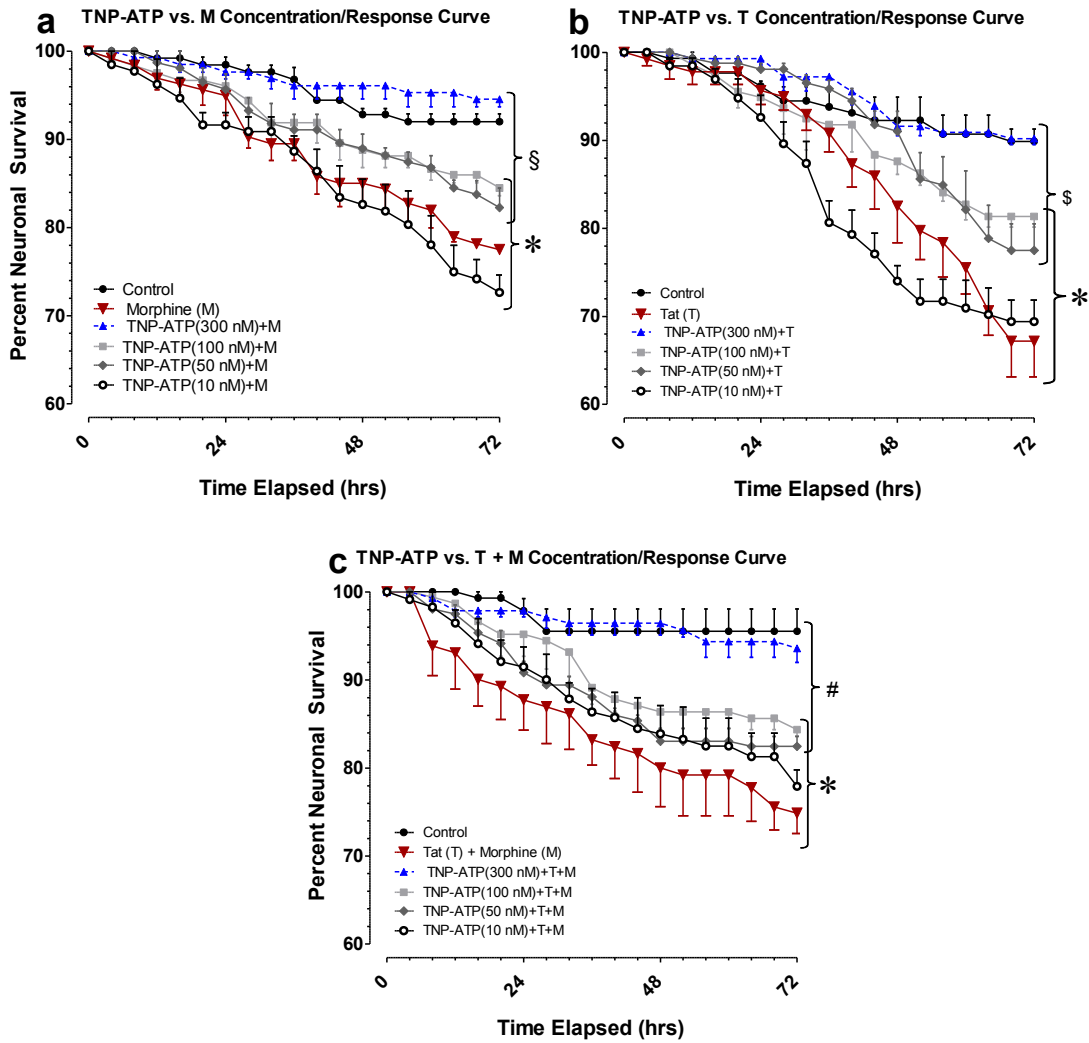 a
TNP-ATP vs. M Concentration/Response Curve
Percent Neuronal Survival
100
90
80
70
60
§
*
Control
Morphine (M)
TNP-ATP(300 nM)+M
TNP-ATP(100 nM)+M
TNP-ATP(50 nM)+M
TNP-ATP(10 nM)+M
0
24
48
72
Time Elapsed (hrs)
b
TNP-ATP vs. T Concentration/Response Curve
Percent Neuronal Survival
100
90
80
70
60
$
*
Control
Tat (T)
TNP-ATP(300 nM)+T
TNP-ATP(100 nM)+T
TNP-ATP(50 nM)+T
TNP-ATP(10 nM)+T
0
24
48
72
Time Elapsed (hrs)
c
TNP-ATP vs. T + M Cocentration/Response Curve
Percent Neuronal Survival
100
90
80
70
60
#
*
Control
Tat (T) + Morphine (M)
TNP-ATP(300 nM)+T+M
TNP-ATP(100 nM)+T+M
TNP-ATP(50 nM)+T+M
TNP-ATP(10 nM)+T+M
0
24
48
72
Time Elapsed (hrs)